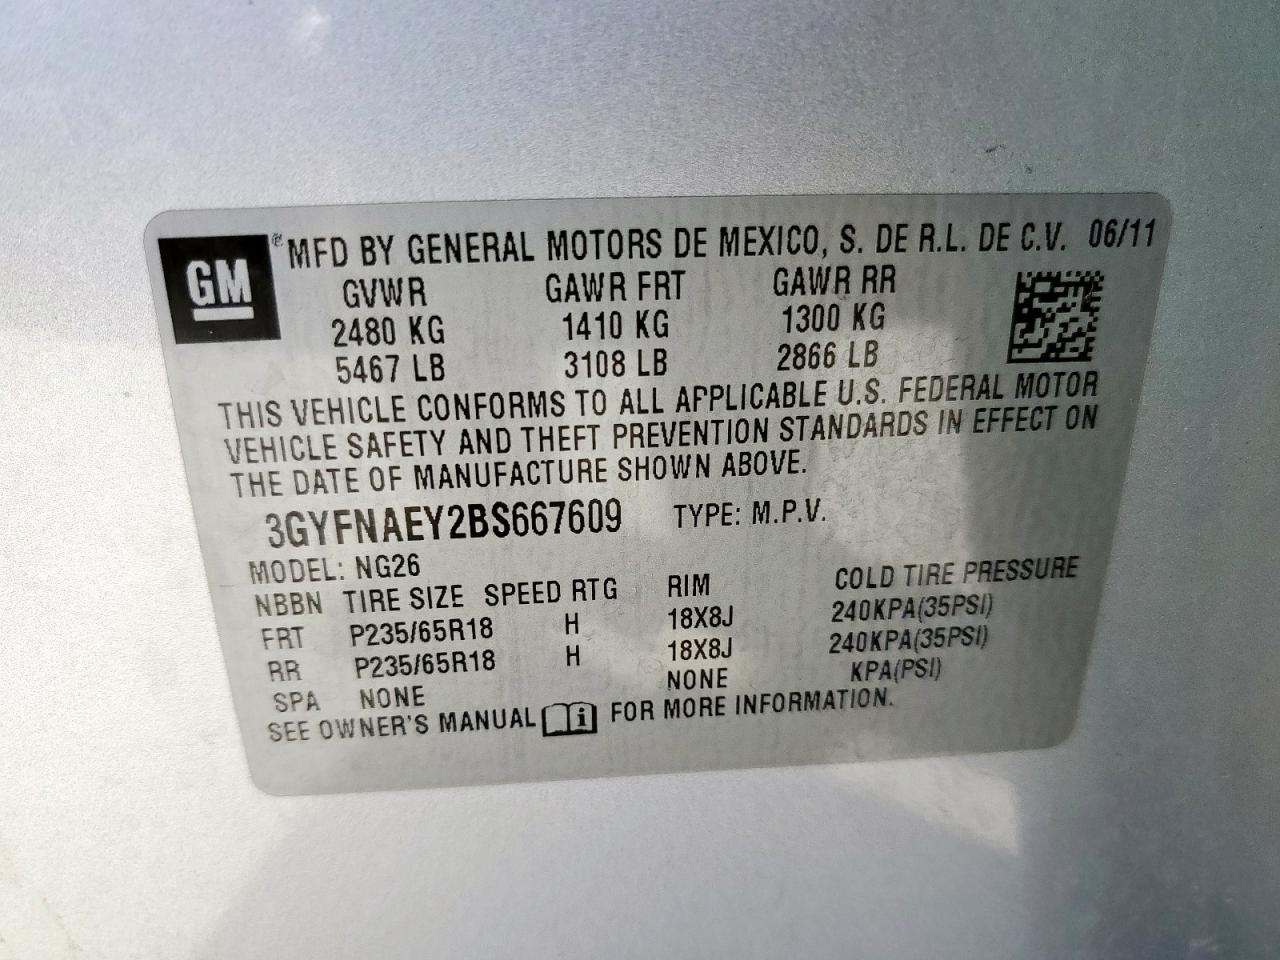 GM ® MFD BY GENERAL MOTORS DE MEXICO, S. DE R.L. DE C.V. 06/11
GVWR GAWR FRT GAWR RR
2480 KG 1410 KG 1300 KG
5467 LB 3108 LB 2866 LB
THIS VEHICLE CONFORMS TO ALL APPLICABLE U.S. FEDERAL MOTOR
VEHICLE SAFETY AND THEFT PREVENTION STANDARDS IN EFFECT ON
THE DATE OF MANUFACTURE SHOWN ABOVE.
3GYFNAEY2BS667609 TYPE: M.P.V.
MODEL: NG26
NBBN TIRE SIZE SPEED RTG RIM COLD TIRE PRESSURE
FRT P235/65R18 H 18X8J 240KPA(35PSI)
RR P235/65R18 H 18X8J 240KPA(35PSI)
SPA NONE NONE KPA(PSI)
SEE OWNER'S MANUAL i FOR MORE INFORMATION.